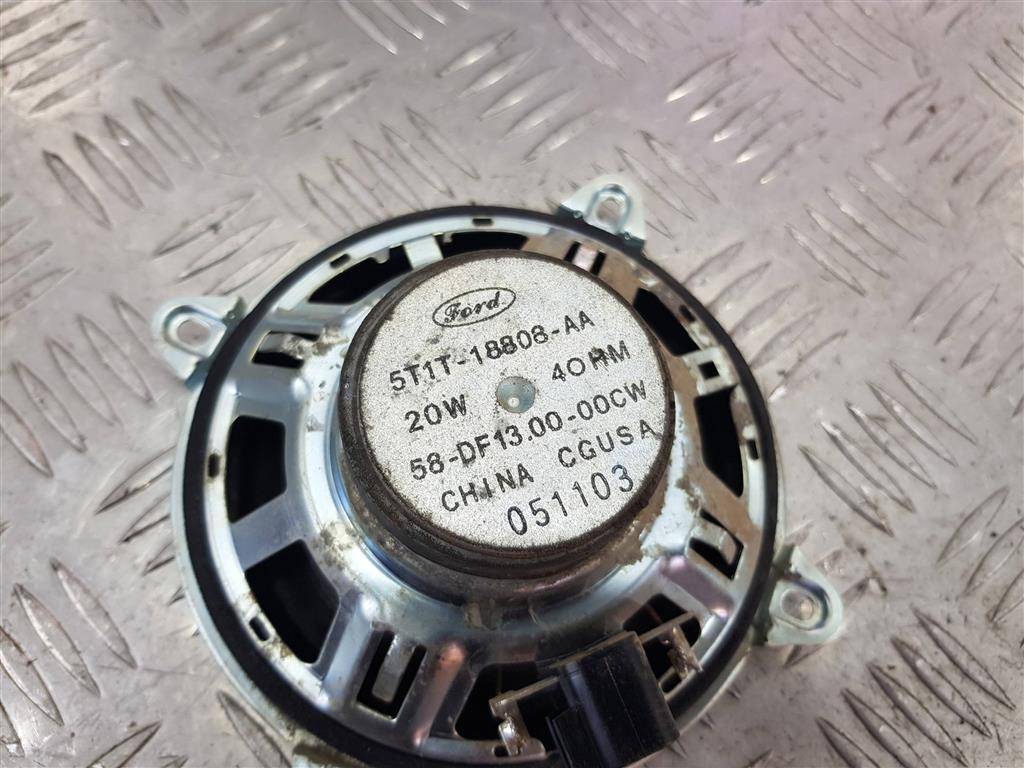 Ford
5T1T-18808-AA
20W 4OHM
58-DF13.00-00CW
CHINA CGUSA
051103